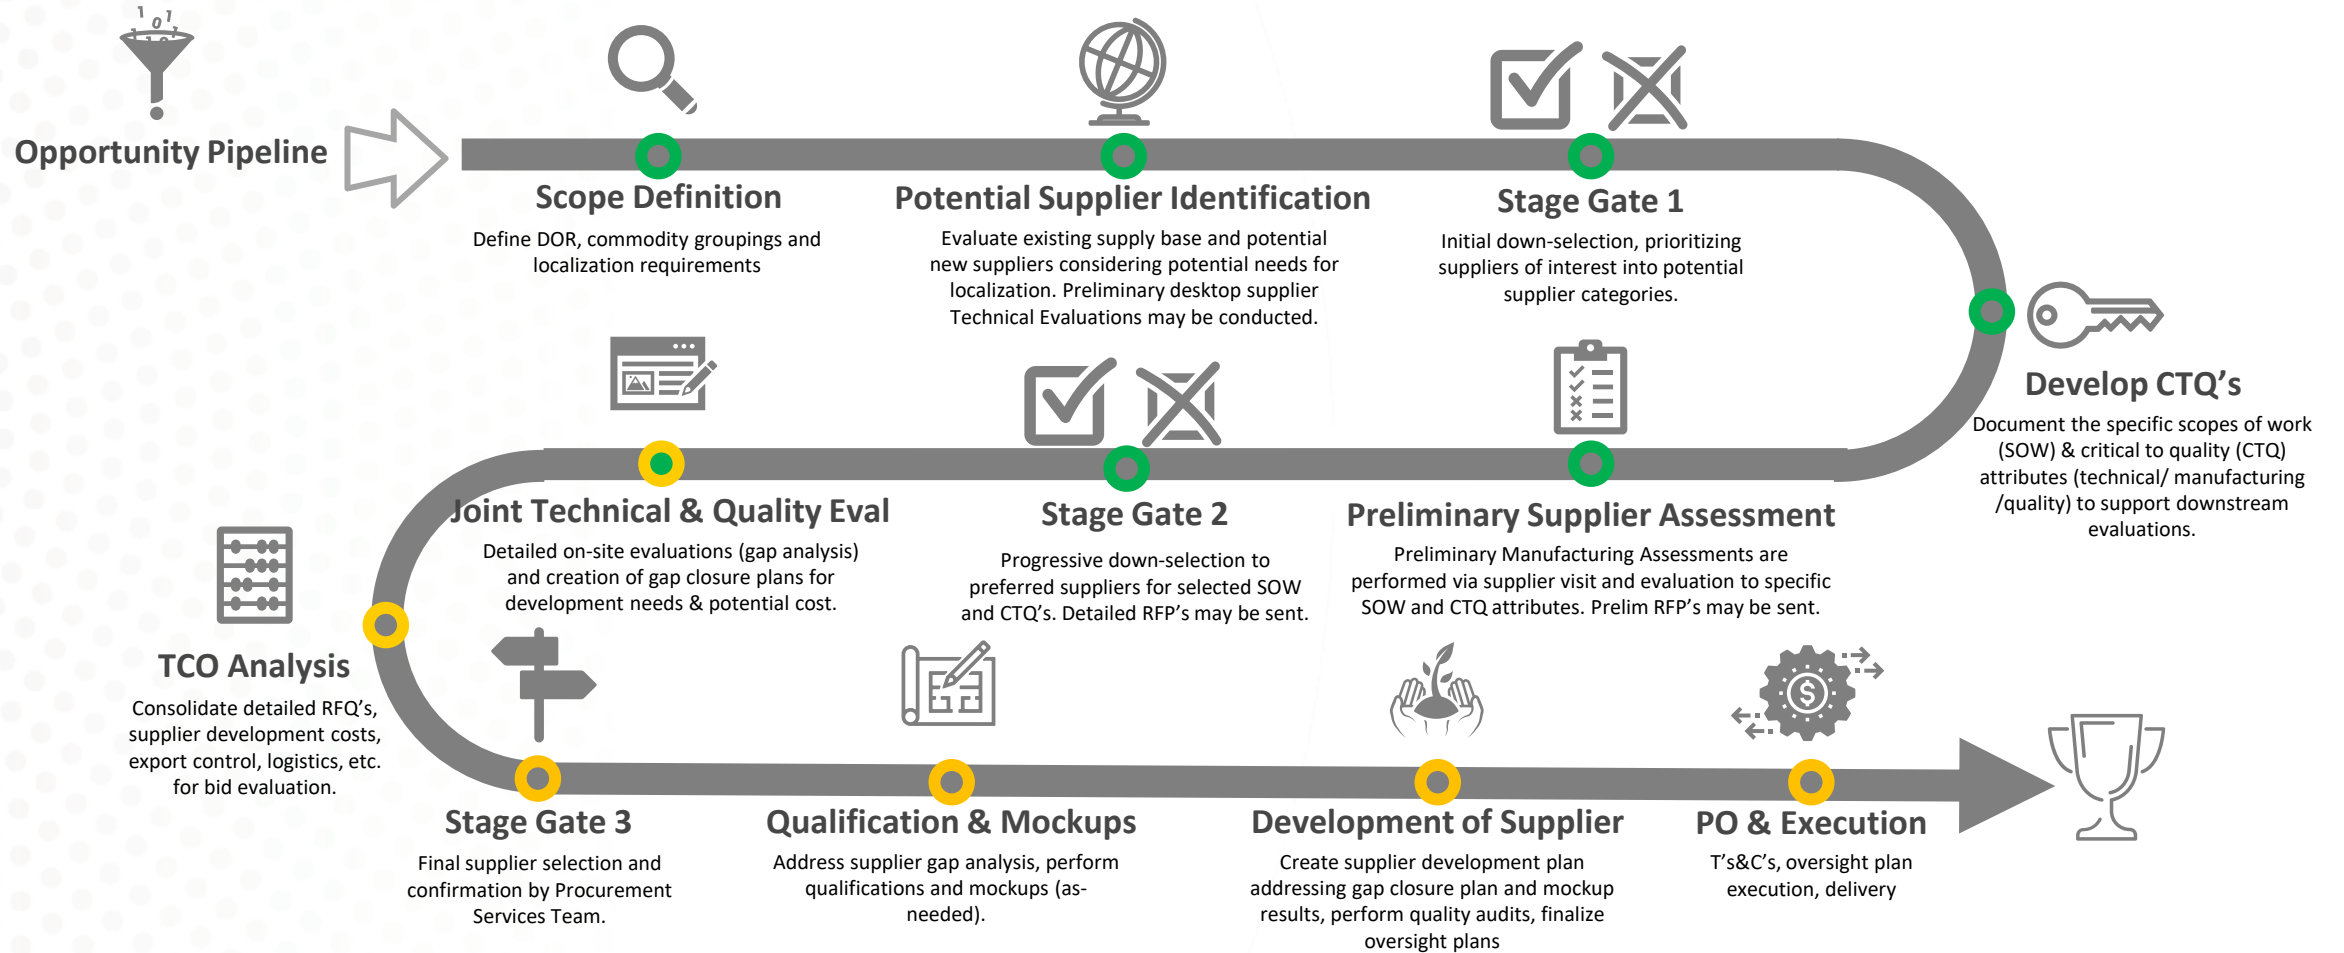 Opportunity Pipeline
Scope Definition
Define DOR, commodity groupings and
localization requirements
Potential Supplier Identification
Evaluate existing supply base and potential
new suppliers considering potential needs for
localization. Preliminary desktop supplier
Technical Evaluations may be conducted.
Stage Gate 1
Initial down-selection, prioritizing
suppliers of interest into potential
supplier categories.
Develop CTQ's
Document the specific scopes of work
(SOW) & critical to quality (CTQ)
attributes (technical/ manufacturing
/quality) to support downstream
evaluations.
Preliminary Supplier Assessment
Preliminary Manufacturing Assessments are
performed via supplier visit and evaluation to specific
SOW and CTQ attributes. Prelim RFP's may be sent.
Stage Gate 2
Progressive down-selection to
preferred suppliers for selected SOW
and CTQ's. Detailed RFP's may be sent.
Joint Technical & Quality Eval
Detailed on-site evaluations (gap analysis)
and creation of gap closure plans for
development needs & potential cost.
TCO Analysis
Consolidate detailed RFQ's,
supplier development costs,
export control, logistics, etc.
for bid evaluation.
Stage Gate 3
Final supplier selection and
confirmation by Procurement
Services Team.
Qualification & Mockups
Address supplier gap analysis, perform
qualifications and mockups (as-
needed).
Development of Supplier
Create supplier development plan
addressing gap closure plan and mockup
results, perform quality audits, finalize
oversight plans
PO & Execution
T's&C's, oversight plan
execution, delivery